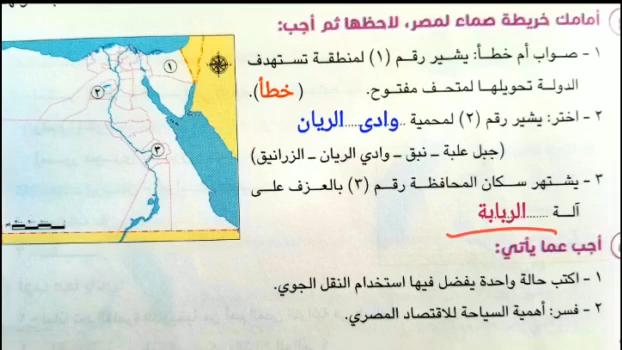 أمامك خريطة صماء لمصر، لاحظها ثم أجب:
١ - صواب أم خطأ: يشير رقم (١) لمنطقة تستهدف
الدولة تحويلها لمتحف مفتوح. (خطأ).
٢ - اختر: يشير رقم (٢) لمحمية ..وادى.....الريان
(جبل علبة – نبق – وادي الريان – الزرانيق)
٣ - يشتهر سكان المحافظة رقم (٣) بالعزف على
آلة .......الربابة
أجب عما يأتي:
١ - اكتب حالة واحدة يفضل فيها استخدام النقل الجوي.
٢ - فسر: أهمية السياحة للاقتصاد المصري.
١
٢
٣